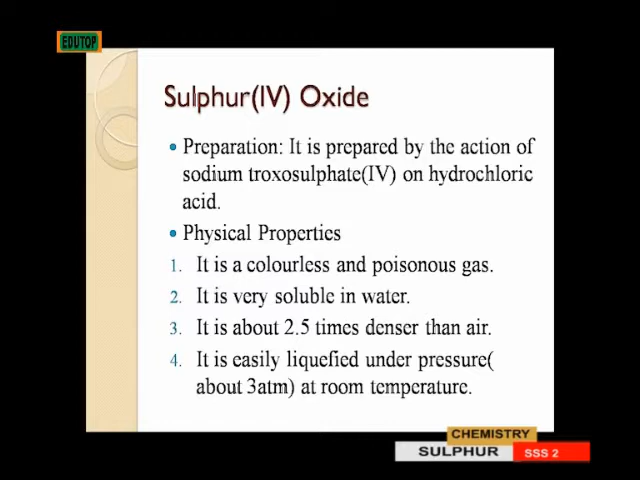 EDUTOP
Sulphur(IV) Oxide
• Preparation: It is prepared by the action of
sodium troxosulphate(IV) on hydrochloric
acid.
• Physical Properties
1. It is a colourless and poisonous gas.
2. It is very soluble in water.
3. It is about 2.5 times denser than air.
4. It is easily liquefied under pressure(
about 3atm) at room temperature.
CHEMISTRY
SULPHUR SSS 2